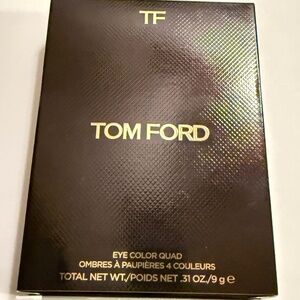 TF
TOM FORD
EYE COLOR QUAD
OMBRES À PAUPIÈRES 4 COULEURS
TOTAL NET WT./POIDS NET .31 OZ./9 g ℮